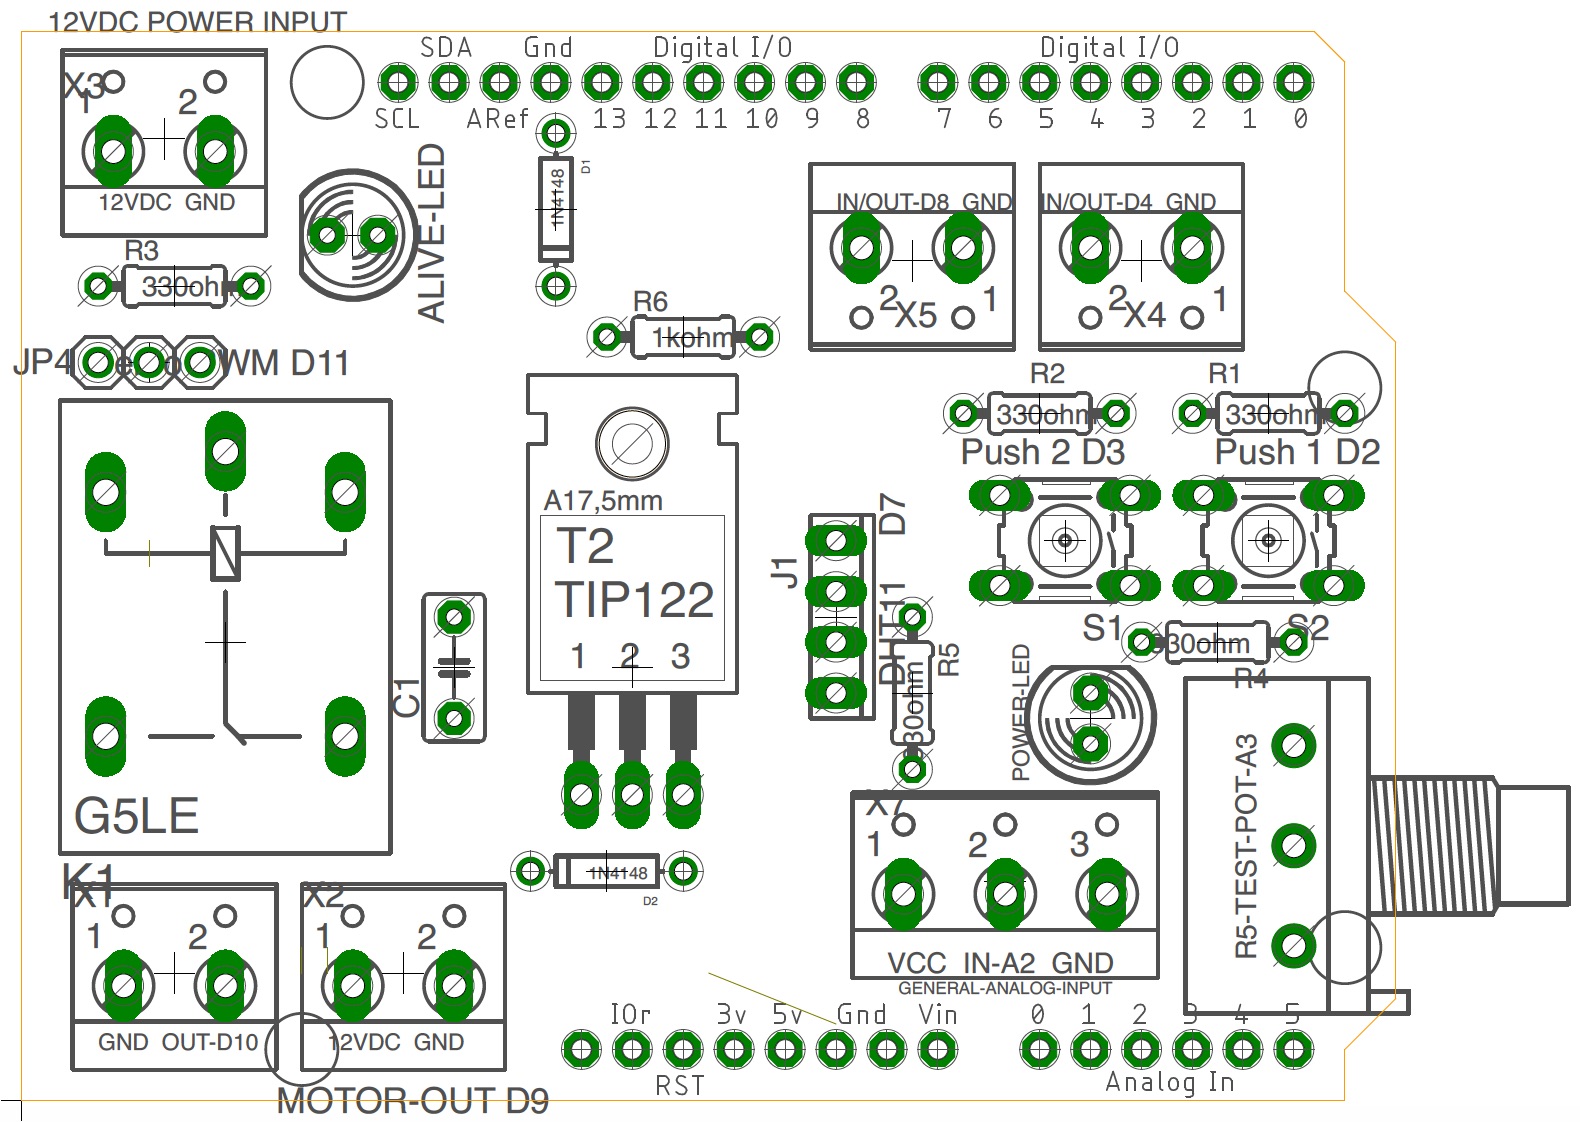 12VDC POWER INPUT
SDA Gnd Digital I/O Digital I/O
SCL ARef 13 12 11 10 9 8 7 6 5 4 3 2 1 0
X3
1 2
12VDC GND
ALIVE-LED
1N4148
D1
IN/OUT-D8 GND
2 1
X5
IN/OUT-D4 GND
2 1
X4
R3
330ohm
R6
1kohm
JP4 WM D11
R2
330ohm
Push 2 D3
R1
330ohm
Push 1 D2
A17,5mm
T2
TIP122
1 2 3
J1
D7
DHT11
R5
30ohm
S1
S2
330ohm
R4
POWER-LED
C1
G5LE
K1
1N4148
D2
X7
1 2 3
VCC IN-A2 GND
GENERAL-ANALOG-INPUT
R5-TEST-POT-A3
X1
1 2
GND OUT-D10
X2
1 2
12VDC GND
MOTOR-OUT D9
IOr 3v 5v Gnd Vin 0 1 2 3 4 5
RST
Analog In